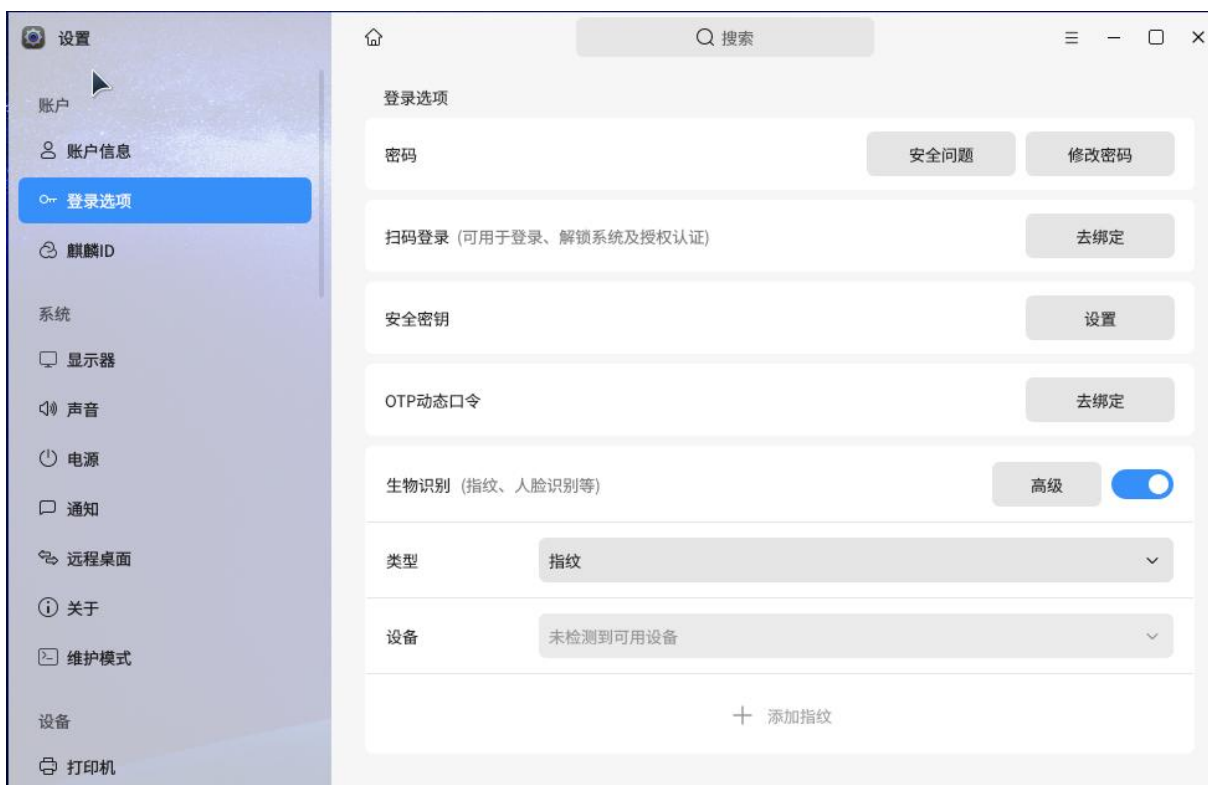 设置
搜索
账户
账户信息
登录选项
麒麟ID
系统
显示器
声音
电源
通知
远程桌面
关于
维护模式
设备
打印机
登录选项
密码
安全问题
修改密码
扫码登录 (可用于登录、解锁系统及授权认证)
去绑定
安全密钥
设置
OTP动态口令
去绑定
生物识别 (指纹、人脸识别等)
高级
类型
指纹
设备
未检测到可用设备
添加指纹